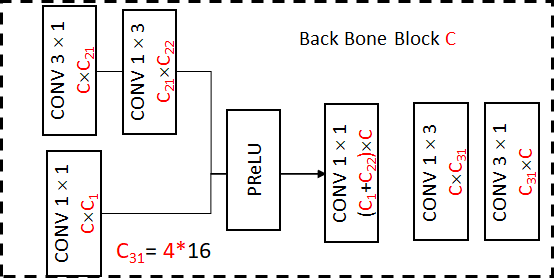 Back Bone Block C
CONV 3 × 1
C×C21
CONV 1 × 3
C21×C22
CONV 1 × 1
C×C1
PReLU
CONV 1 × 1
(C1+C22)×C
CONV 1 × 3
C×C31
CONV 3 × 1
C31×C
C31= 4*16